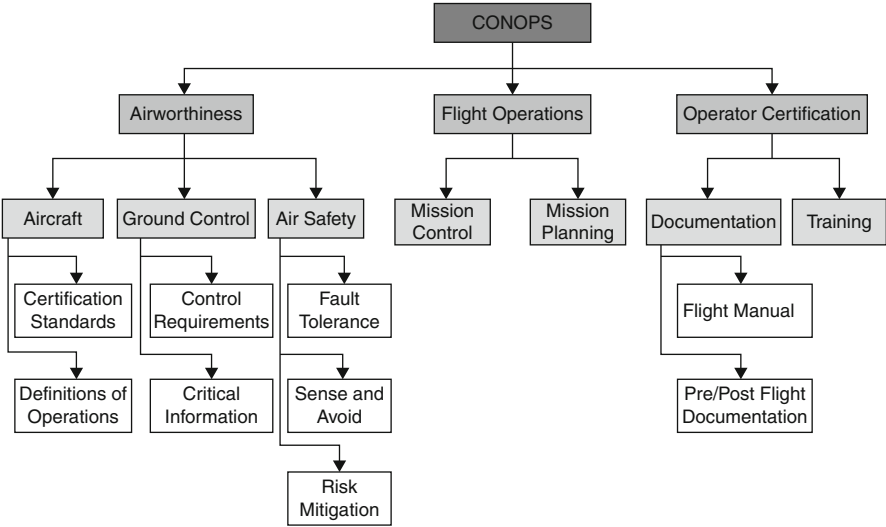 CONOPS
Airworthiness
Flight Operations
Operator Certification
Aircraft
Ground Control
Air Safety
Mission
Control
Mission
Planning
Documentation
Training
Certification
Standards
Control
Requirements
Fault
Tolerance
Flight Manual
Definitions of
Operations
Critical
Information
Sense and
Avoid
Pre/Post Flight
Documentation
Risk
Mitigation